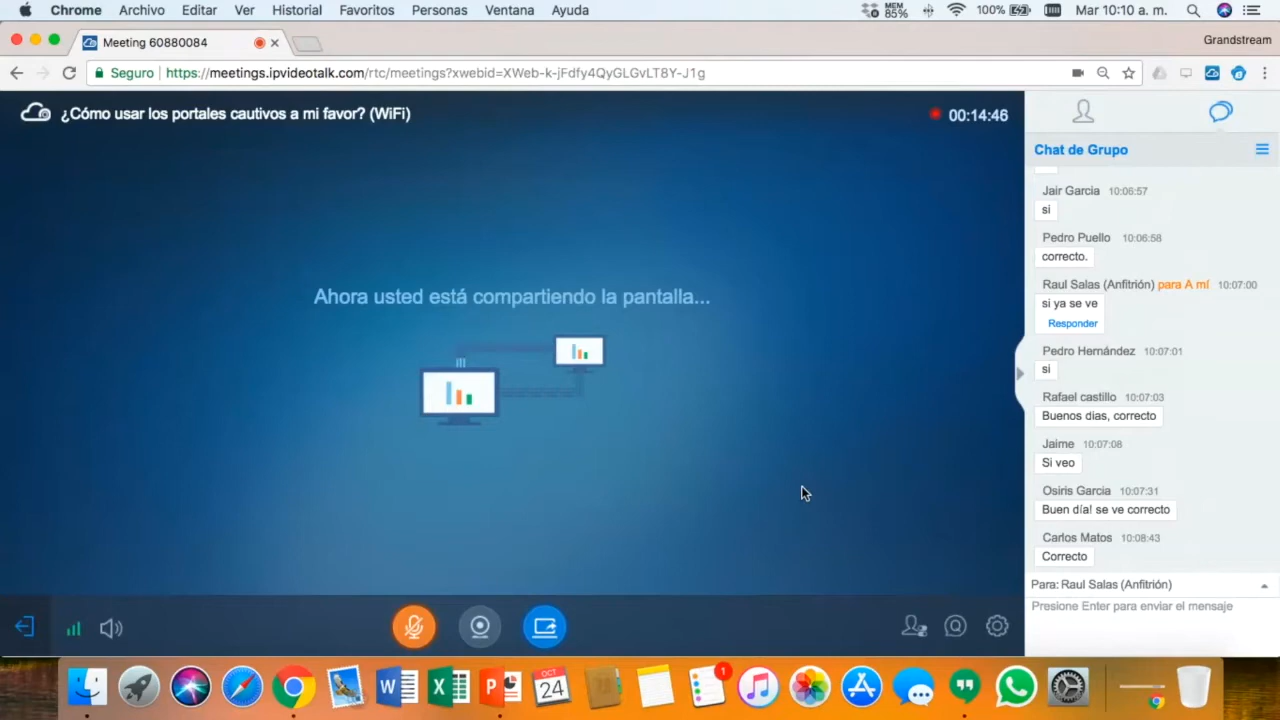 Chrome Archivo Editar Ver Historial Favoritos Personas Ventana Ayuda MEM 85% 100% Mar 10:10 a. m.
Meeting 60880084 Grandstream
Seguro https://meetings.ipvideotalk.com/rtc/meetings?xwebid=XWeb-k-jFdfy4QyGLGvLT8Y-J1g
¿Cómo usar los portales cautivos a mi favor? (WiFi) 00:14:46
Ahora usted está compartiendo la pantalla...
Chat de Grupo
Jair Garcia 10:06:57
si
Pedro Puello 10:06:58
correcto.
Raul Salas (Anfitrión) para A mí 10:07:00
si ya se ve
Responder
Pedro Hernández 10:07:01
si
Rafael castillo 10:07:03
Buenos dias, correcto
Jaime 10:07:08
Si veo
Osiris Garcia 10:07:31
Buen día! se ve correcto
Carlos Matos 10:08:43
Correcto
Para: Raul Salas (Anfitrión)
Presione Enter para enviar el mensaje
W X P OCT 24 1